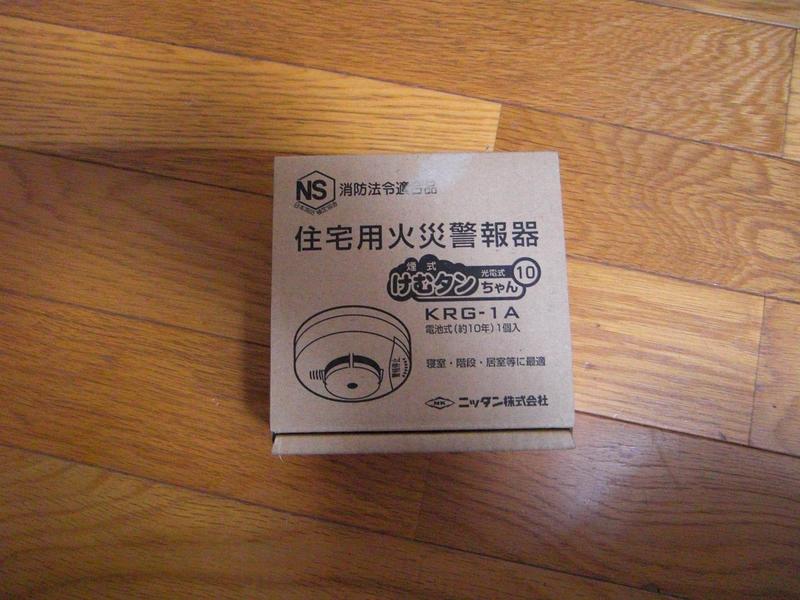 NS 消防法令適合品
住宅用火災警報器
煙式 光電式 10
けむタンちゃん
KRG-1A
電池式(約10年)1個入
寝室・階段・居室等に最適
NK ニッタン株式会社